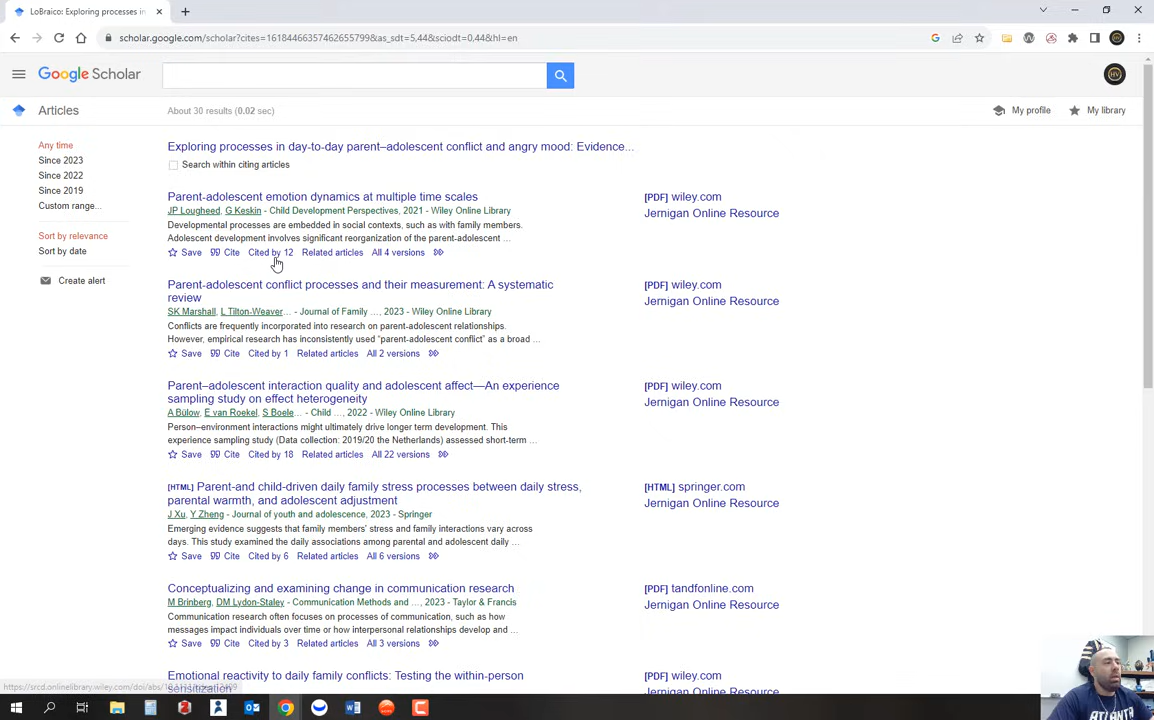 LoBraico: Exploring processes in
scholar.google.com/scholar?cites=16184466357462655799&as_sdt=5,44&sciodt=0,44&hl=en
Google Scholar
Articles
About 30 results (0.02 sec)
My profile
My library
Any time
Since 2023
Since 2022
Since 2019
Custom range...
Sort by relevance
Sort by date
Create alert
Exploring processes in day-to-day parent–adolescent conflict and angry mood: Evidence...
Search within citing articles
Parent-adolescent emotion dynamics at multiple time scales
JP Lougheed, G Keskin - Child Development Perspectives, 2021 - Wiley Online Library
Developmental processes are embedded in social contexts, such as with family members.
Adolescent development involves significant reorganization of the parent-adolescent ...
Save Cite Cited by 12 Related articles All 4 versions
[PDF] wiley.com
Jernigan Online Resource
Parent-adolescent conflict processes and their measurement: A systematic
review
SK Marshall, L Tilton-Weaver... - Journal of Family ..., 2023 - Wiley Online Library
Conflicts are frequently incorporated into research on parent-adolescent relationships.
However, empirical research has inconsistently used “parent-adolescent conflict” as a broad ...
Save Cite Cited by 1 Related articles All 2 versions
[PDF] wiley.com
Jernigan Online Resource
Parent–adolescent interaction quality and adolescent affect—An experience
sampling study on effect heterogeneity
A Bülow, E van Roekel, S Boele... - Child ..., 2022 - Wiley Online Library
Person–environment interactions might ultimately drive longer term development. This
experience sampling study (Data collection: 2019/20 the Netherlands) assessed short-term ...
Save Cite Cited by 18 Related articles All 22 versions
[PDF] wiley.com
Jernigan Online Resource
[HTML] Parent-and child-driven daily family stress processes between daily stress,
parental warmth, and adolescent adjustment
J Xu, Y Zheng - Journal of youth and adolescence, 2023 - Springer
Emerging evidence suggests that family members' stress and family interactions vary across
days. This study examined the daily associations among parental and adolescent daily ...
Save Cite Cited by 6 Related articles All 6 versions
[HTML] springer.com
Jernigan Online Resource
Conceptualizing and examining change in communication research
M Brinberg, DM Lydon-Staley - Communication Methods and ..., 2023 - Taylor & Francis
Communication research often focuses on processes of communication, such as how
messages impact individuals over time or how interpersonal relationships develop and ...
Save Cite Cited by 3 Related articles All 3 versions
[PDF] tandfonline.com
Jernigan Online Resource
Emotional reactivity to daily family conflicts: Testing the within-person
sensitization
[PDF] wiley.com
Jernigan Online Resource
HV
HV
ATLANTA